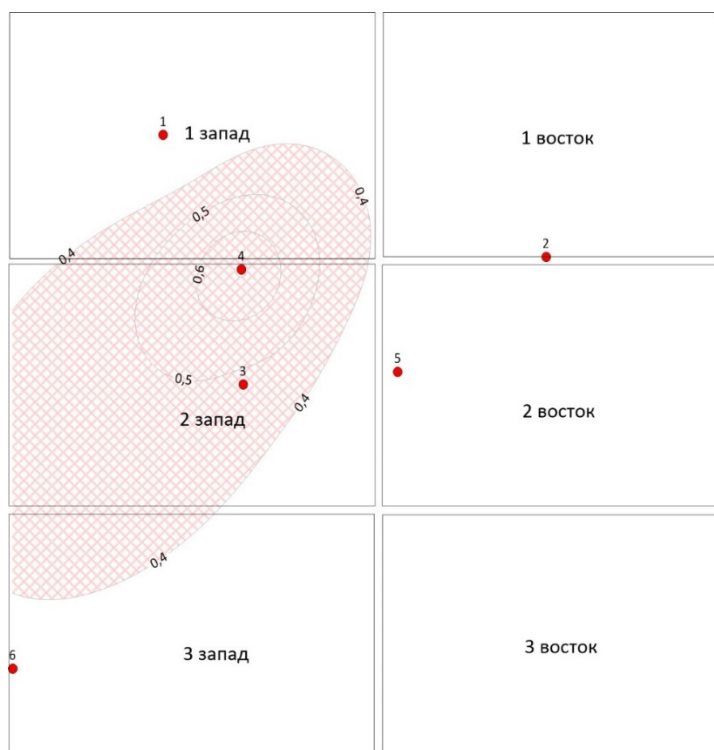 1
1 запад
1 восток
0,4
0,5
0,4
2
4
0,6
5
3
0,5
0,4
2 запад
2 восток
0,4
6
3 запад
3 восток